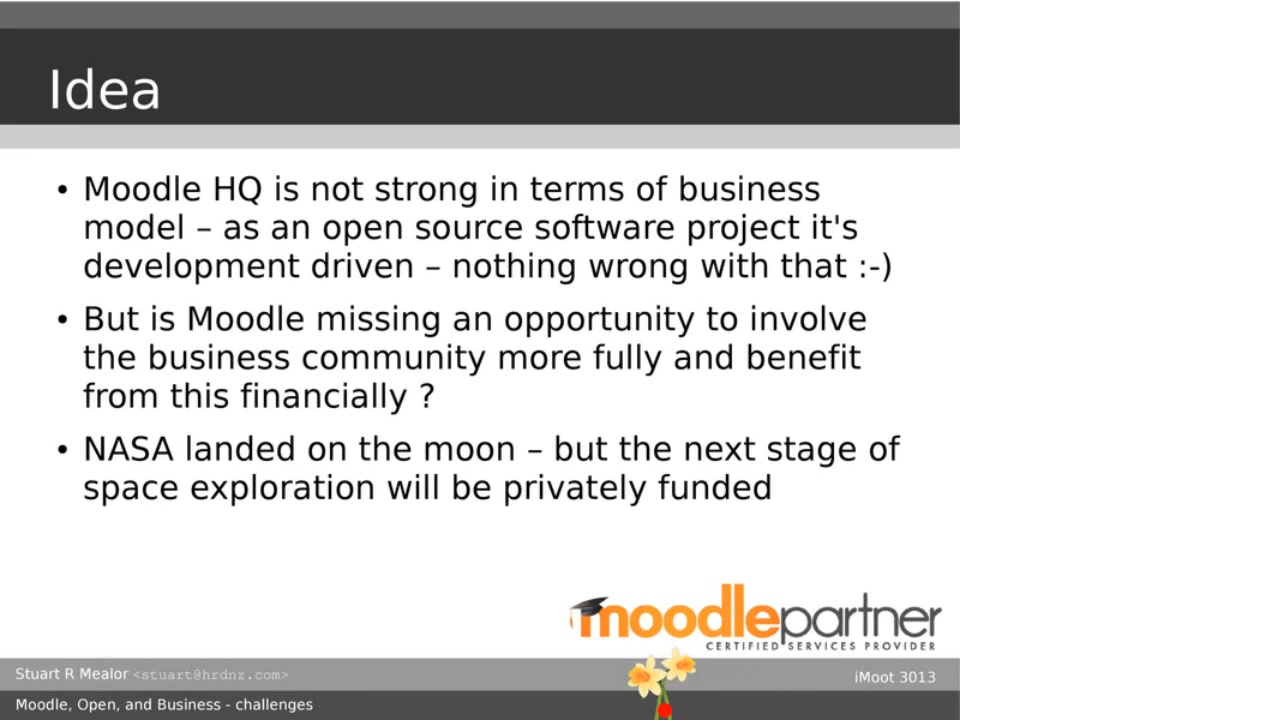 Idea
• Moodle HQ is not strong in terms of business
model – as an open source software project it's
development driven – nothing wrong with that :-)
• But is Moodle missing an opportunity to involve
the business community more fully and benefit
from this financially ?
• NASA landed on the moon – but the next stage of
space exploration will be privately funded
moodlepartner
CERTIFIED SERVICES PROVIDER
Stuart R Mealor <stuart@hrdnz.com>
iMoot 3013
Moodle, Open, and Business - challenges